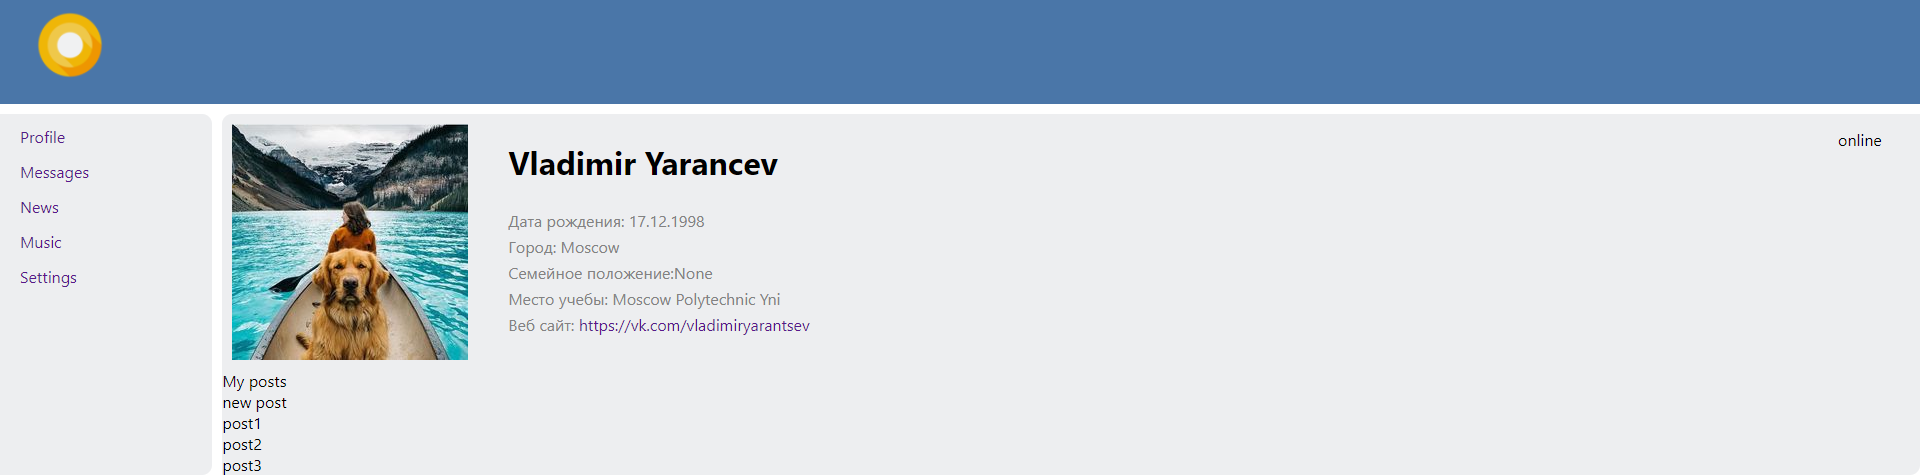 Profile
Messages
News
Music
Settings
Vladimir Yarancev
online
Дата рождения: 17.12.1998
Город: Moscow
Семейное положение:None
Место учебы: Moscow Polytechnic Yni
Веб сайт: https://vk.com/vladimiryarantsev
My posts
new post
post1
post2
post3